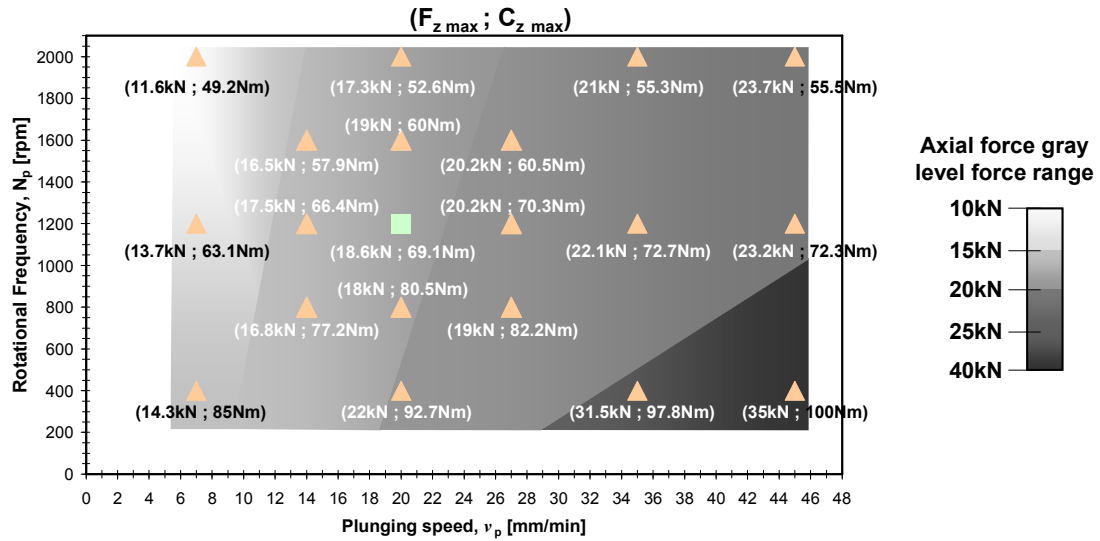 (F_z max ; C_z max)
2000
1800
1600
1400
1200
1000
800
600
400
200
0
Rotational Frequency, N_p [rpm]
(11.6kN ; 49.2Nm) (17.3kN ; 52.6Nm) (21kN ; 55.3Nm) (23.7kN ; 55.5Nm)
(19kN ; 60Nm)
(16.5kN ; 57.9Nm) (20.2kN ; 60.5Nm)
(17.5kN ; 66.4Nm) (20.2kN ; 70.3Nm)
(13.7kN ; 63.1Nm) (18.6kN ; 69.1Nm) (22.1kN ; 72.7Nm) (23.2kN ; 72.3Nm)
(18kN ; 80.5Nm)
(16.8kN ; 77.2Nm) (19kN ; 82.2Nm)
(14.3kN ; 85Nm) (22kN ; 92.7Nm) (31.5kN ; 97.8Nm) (35kN ; 100Nm)
0 2 4 6 8 10 12 14 16 18 20 22 24 26 28 30 32 34 36 38 40 42 44 46 48
Plunging speed, v_p [mm/min]
Axial force gray
level force range
10kN
15kN
20kN
25kN
40kN